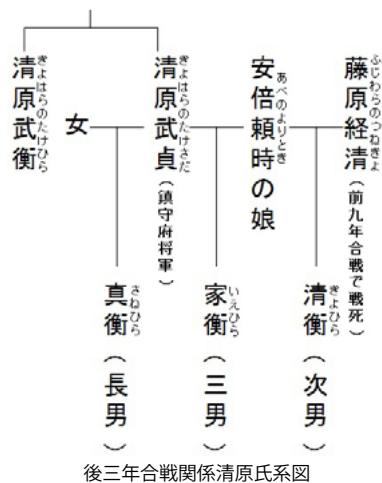 藤原経清(前九年合戦で戦死)
ふじわらのつねきよ
安倍頼時の娘
あべのよりとき
清原武貞(鎮守府将軍)
きよはらのたけさだ
女
清原武衡
きよはらのたけひら
清衡(次男)
きよひら
家衡(三男)
いえひら
真衡(長男)
さねひら
後三年合戦関係清原氏系図